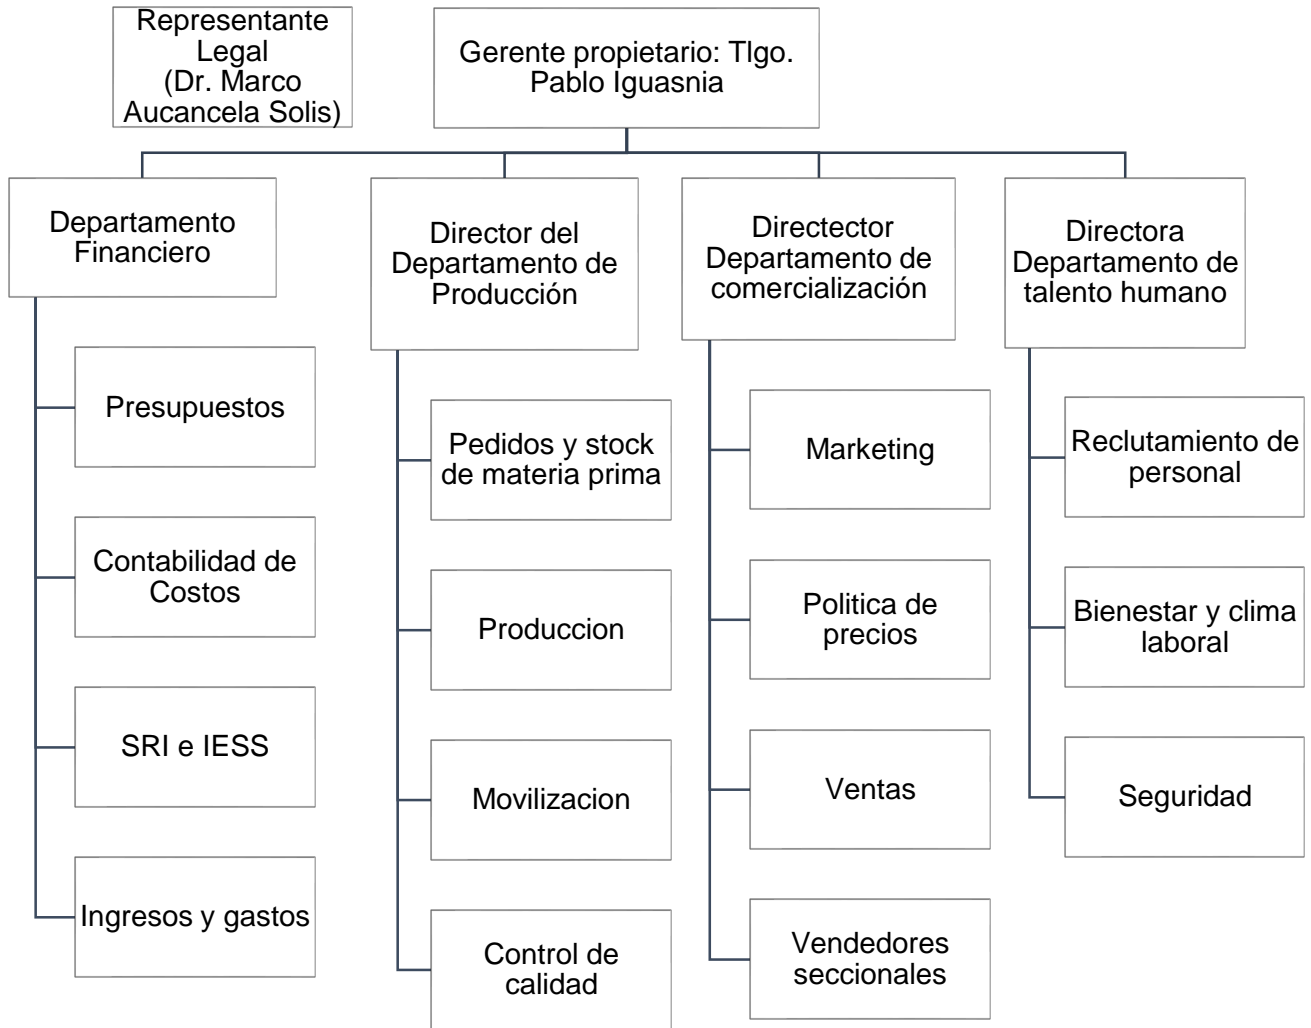 Representante
Legal
(Dr. Marco
Aucancela Solis)
Gerente propietario: Tlgo.
Pablo Iguasnia
Departamento
Financiero
Presupuestos
Contabilidad de
Costos
SRI e IESS
Ingresos y gastos
Director del
Departamento de
Producción
Pedidos y stock
de materia prima
Produccion
Movilizacion
Control de
calidad
Directector
Departamento de
comercialización
Marketing
Politica de
precios
Ventas
Vendedores
seccionales
Directora
Departamento de
talento humano
Reclutamiento de
personal
Bienestar y clima
laboral
Seguridad